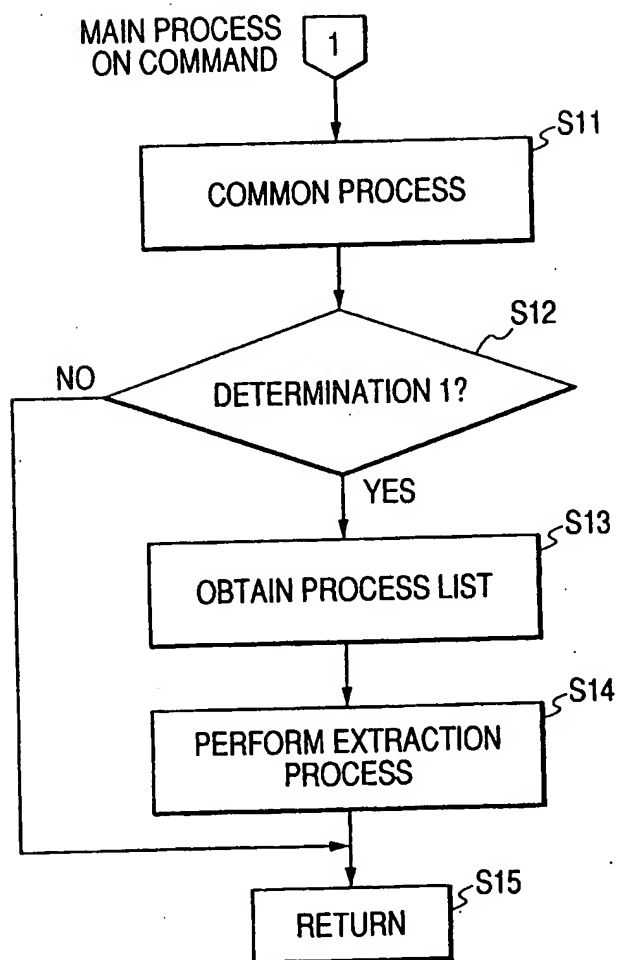 MAIN PROCESS
ON COMMAND
1
S11
COMMON PROCESS
S12
NO
DETERMINATION 1?
YES
S13
OBTAIN PROCESS LIST
S14
PERFORM EXTRACTION
PROCESS
S15
RETURN